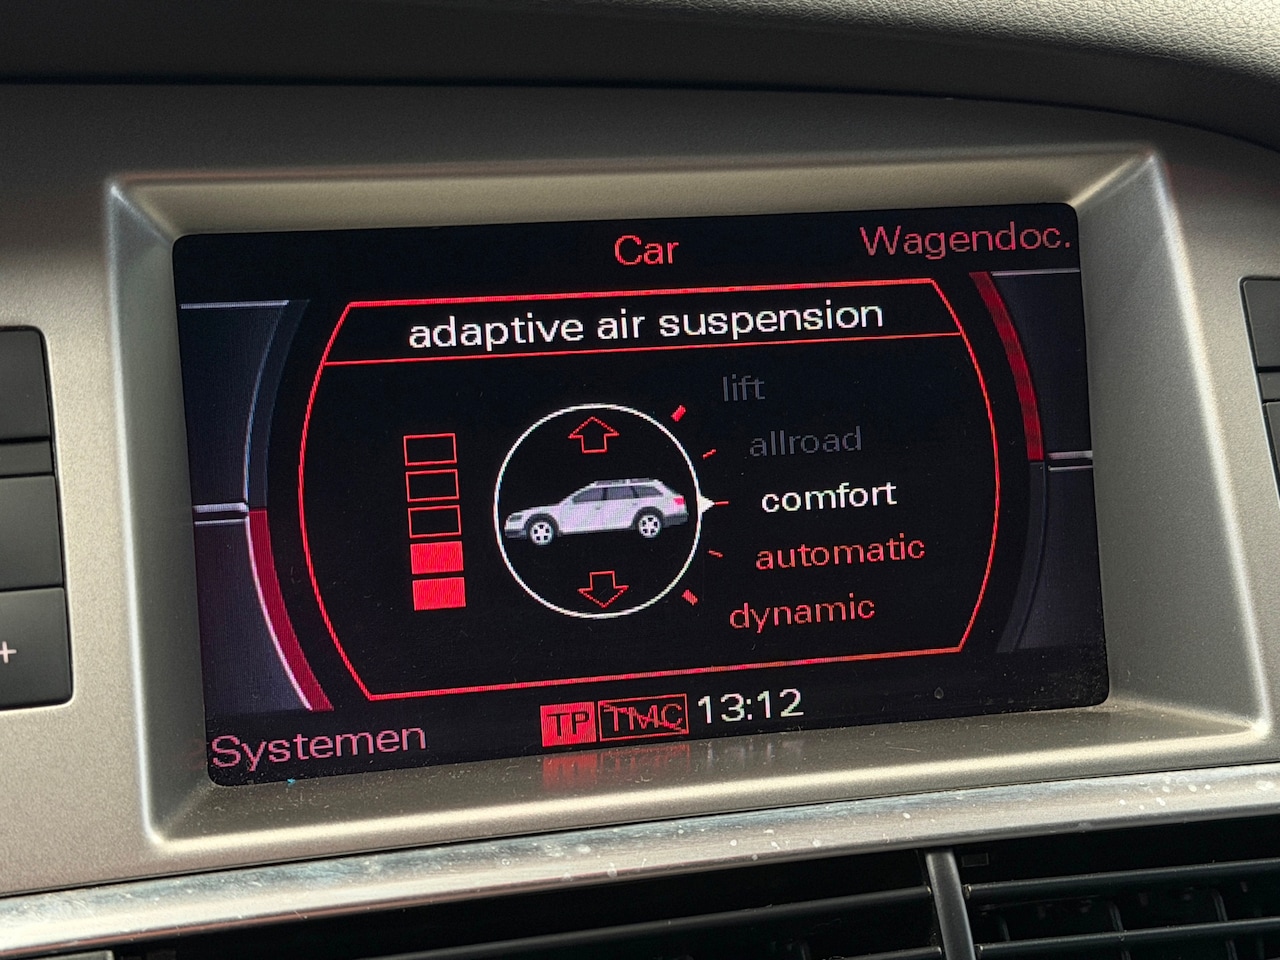 Car
Wagendoc.
adaptive air suspension
lift
allroad
comfort
automatic
dynamic
Systemen
TP TMC 13:12
+